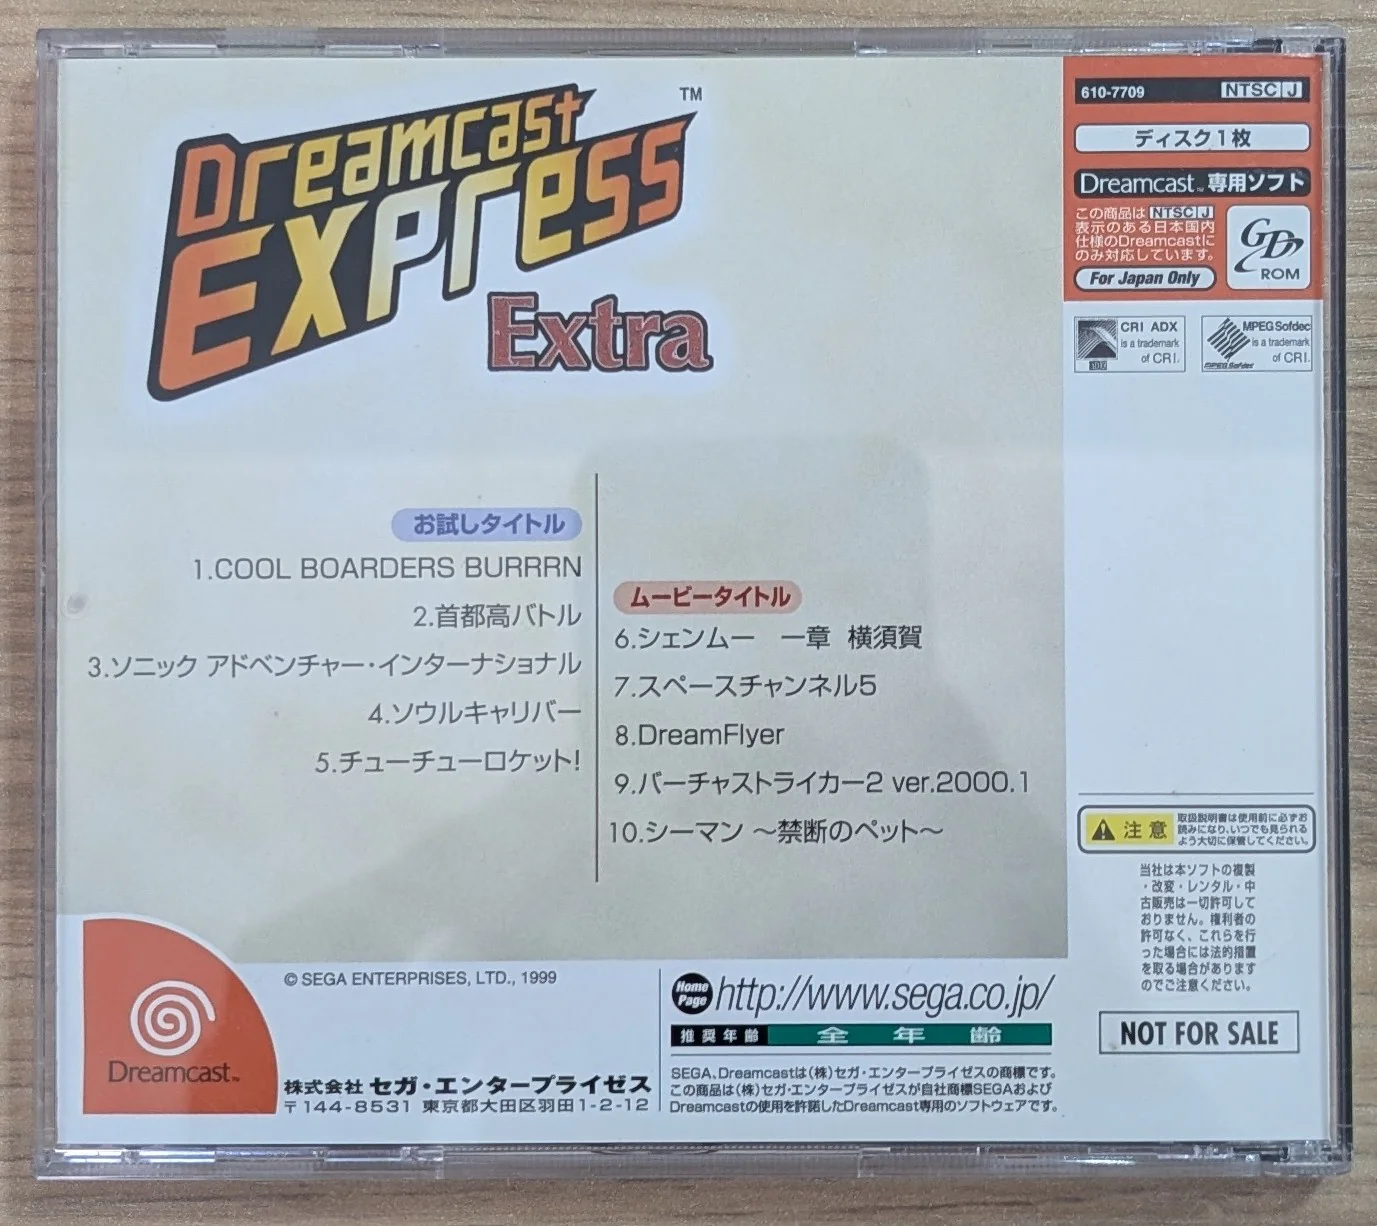 Dreamcast
Express
TM
Extra
お試しタイトル
1.COOL BOARDERS BURRRN
2.首都高バトル
3.ソニック アドベンチャー・インターナショナル
4.ソウルキャリバー
5.チューチューロケット!
ムービータイトル
6.シェンムー 一章 横須賀
7.スペースチャンネル5
8.DreamFlyer
9.バーチャストライカー2 ver.2000.1
10.シーマン ～禁断のペット～
610-7709 NTSC J
ディスク1枚
Dreamcast™ 専用ソフト
この商品は NTSC J
表示のある日本国内
仕様のDreamcastに
のみ対応しています。
For Japan Only
GD
ROM
CRI ADX
is a trademark
of CRI.
ADX
MPEG Sofdec
is a trademark
of CRI.
MPEG Sofdec
注意
取扱説明書は使用前に必ずお
読みになり、いつでも見られる
よう大切に保管してください。
当社は本ソフトの複製
・改変・レンタル・中
古販売は一切許可して
おりません。権利者の
許可なく、これらを行
った場合には法的措置
を取る場合があります
のでご注意ください。
NOT FOR SALE
Dreamcast™
© SEGA ENTERPRISES, LTD., 1999
株式会社 セガ・エンタープライゼス
〒144-8531 東京都大田区羽田1-2-12
Home
Page
http://www.sega.co.jp/
推奨年齢 全年齢
SEGA、Dreamcastは(株)セガ・エンタープライゼスの商標です。
この商品は(株)セガ・エンタープライゼスが自社商標SEGAおよび
Dreamcastの使用を許諾したDreamcast専用のソフトウェアです。